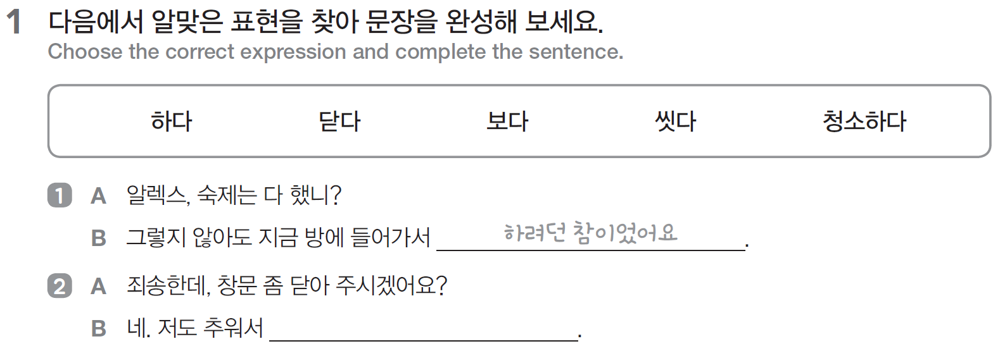 1 다음에서 알맞은 표현을 찾아 문장을 완성해 보세요.
Choose the correct expression and complete the sentence.
하다 닫다 보다 씻다 청소하다
1 A 알렉스, 숙제는 다 했니?
B 그렇지 않아도 지금 방에 들어가서 하려던 참이었어요.
2 A 죄송한데, 창문 좀 닫아 주시겠어요?
B 네. 저도 추워서 .